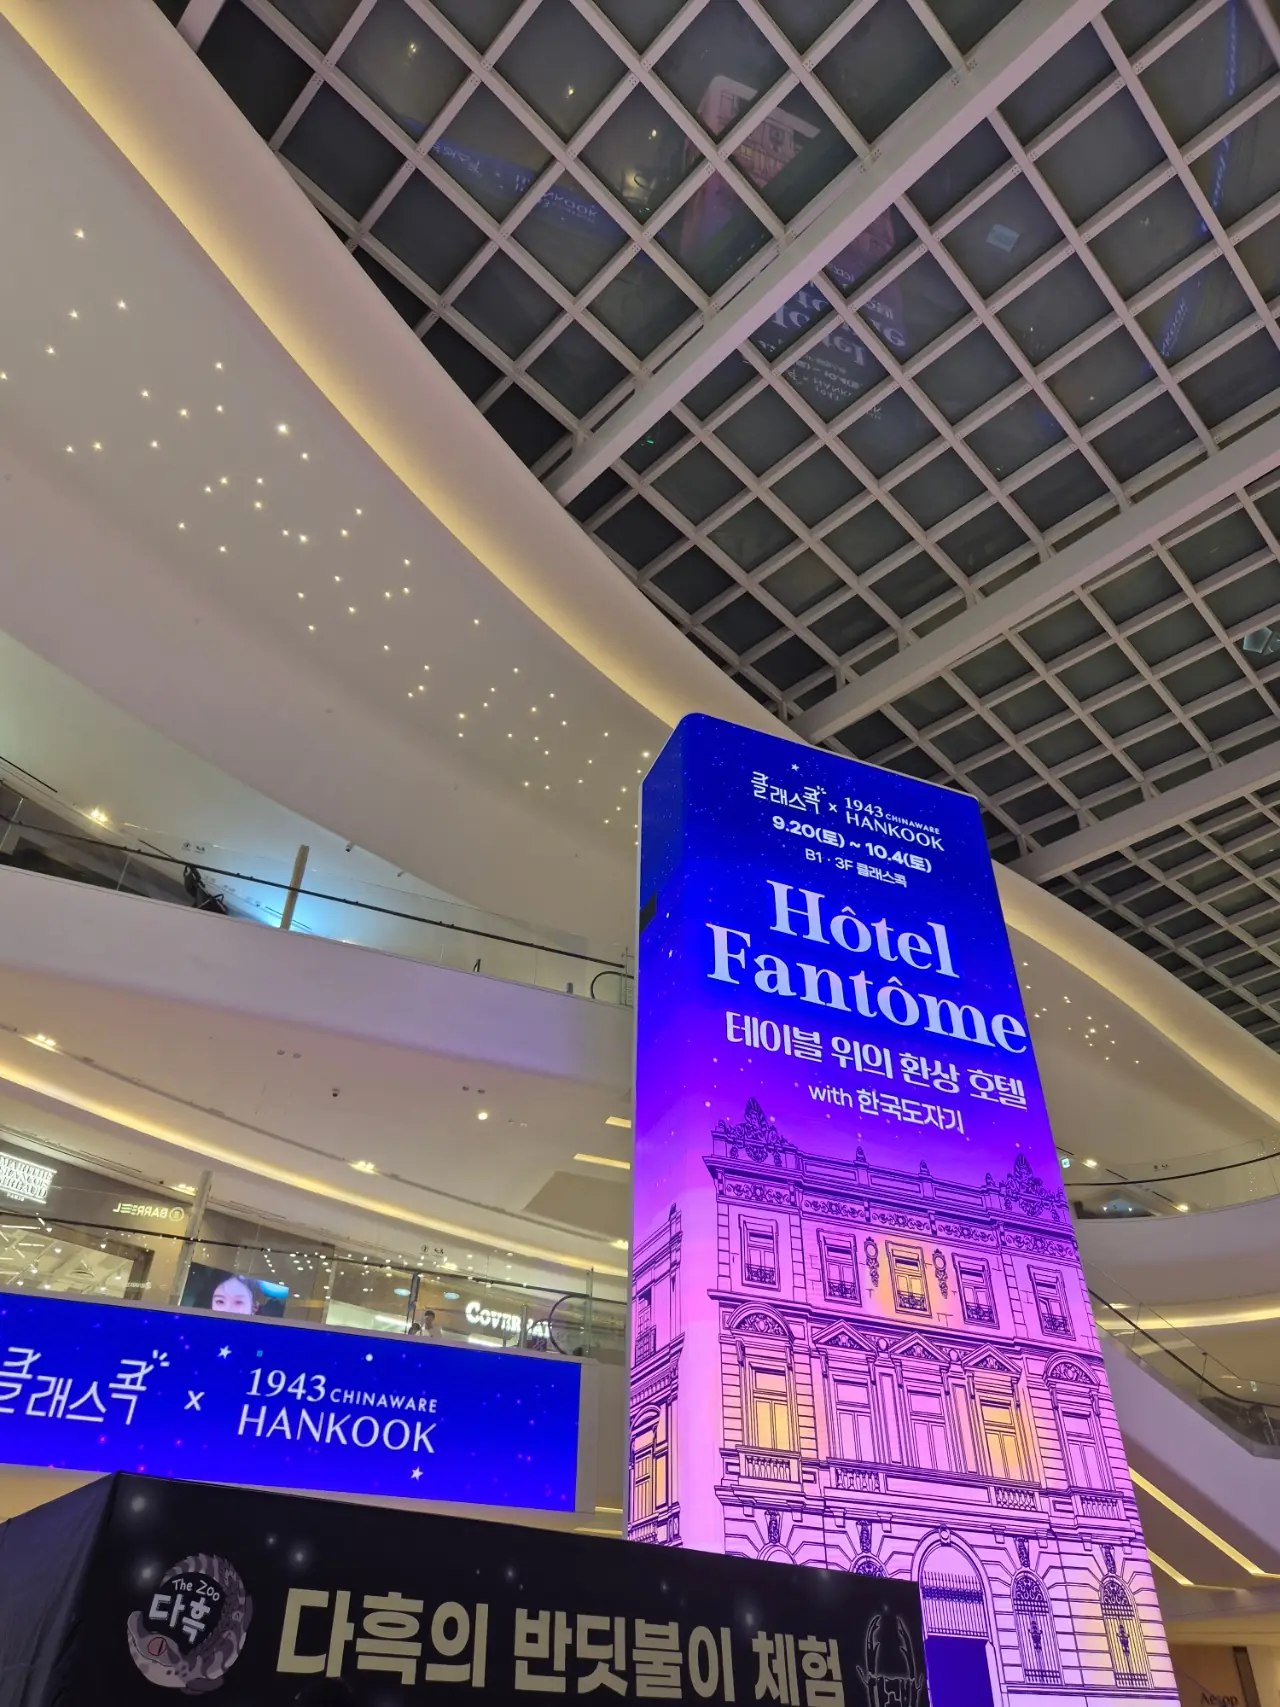 클래스콕 x 1943 CHINAWARE
HANKOOK
9.20(토) ~ 10.4(토)
B1 · 3F 클래스콕
Hôtel
Fantôme
테이블 위의 환상 호텔
with 한국도자기
BARREL
클래스콕 x 1943 CHINAWARE
HANKOOK
The Zoo
다흑
다흑의 반딧불이 체험
Aesop